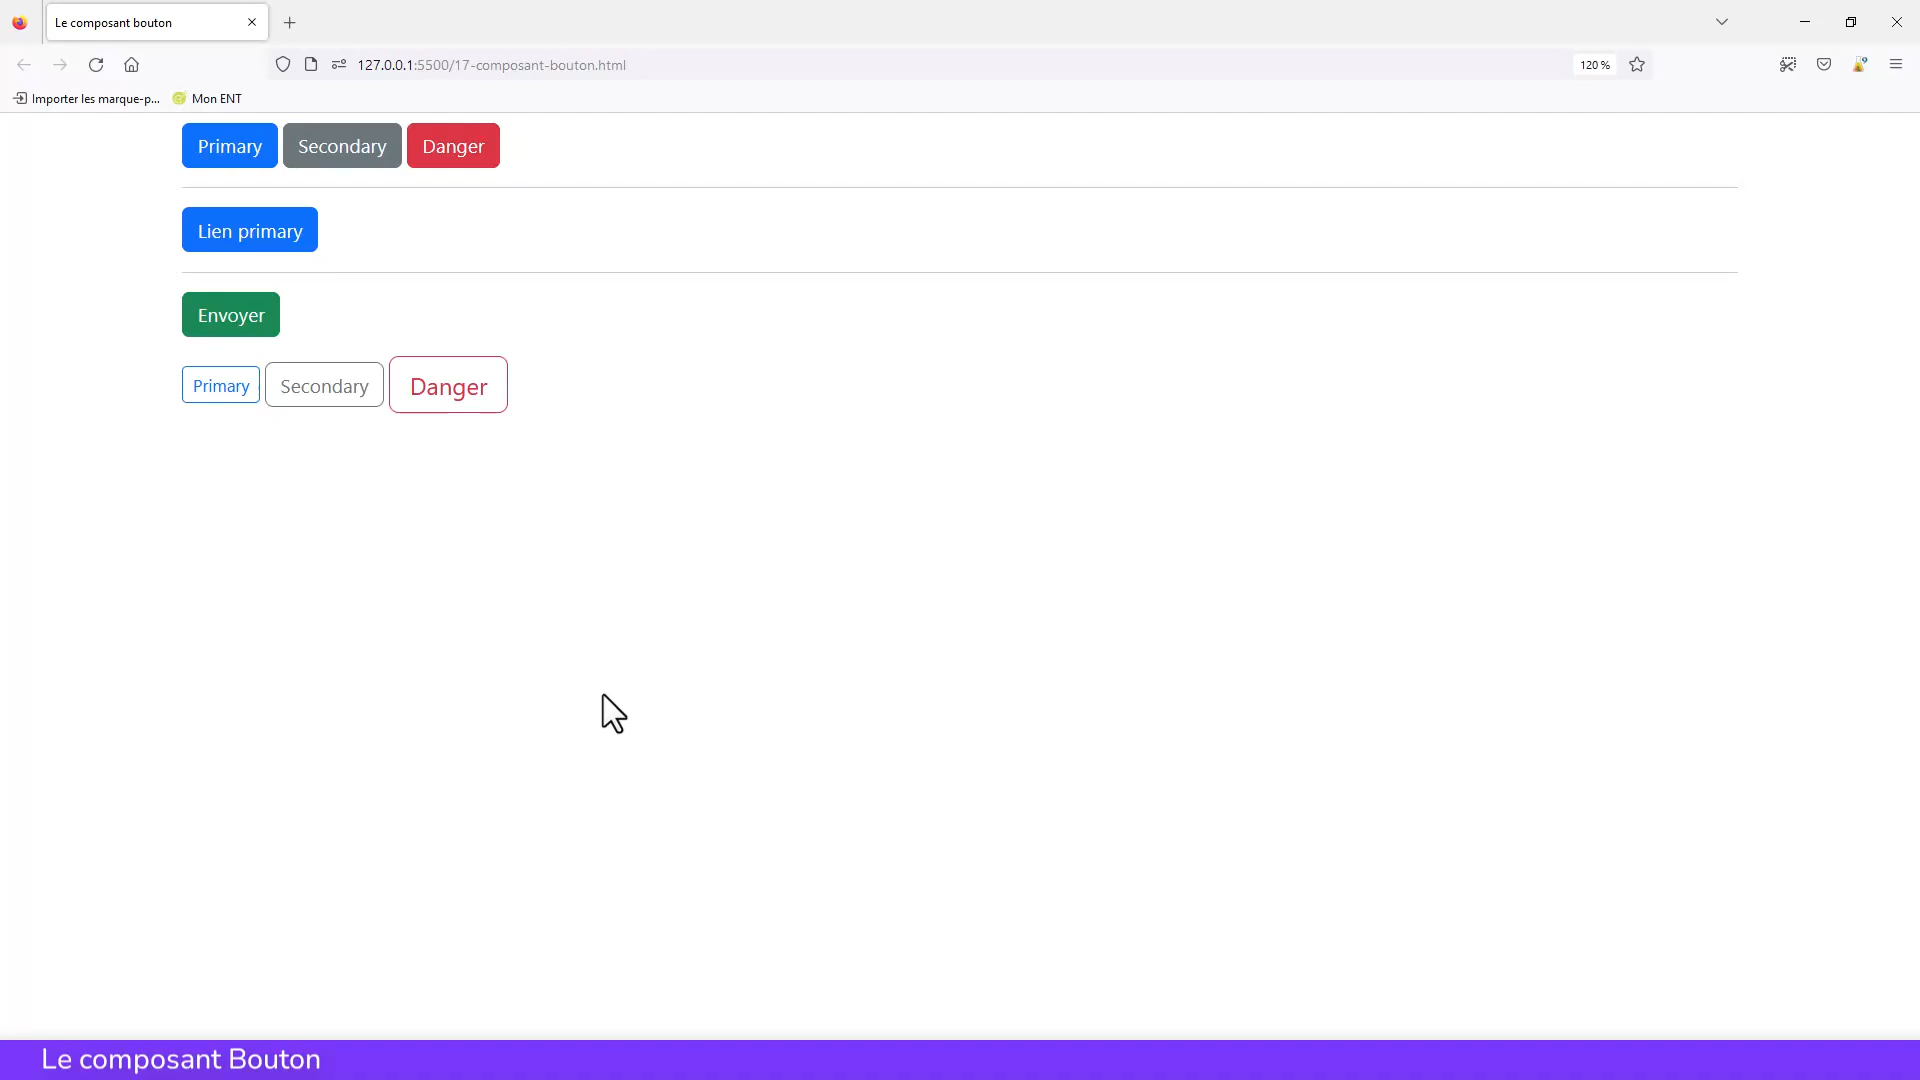 Le composant bouton
127.0.0.1:5500/17-composant-bouton.html
120 %
Importer les marque-p... Mon ENT
Primary Secondary Danger
Lien primary
Envoyer
Primary Secondary Danger
Le composant Bouton